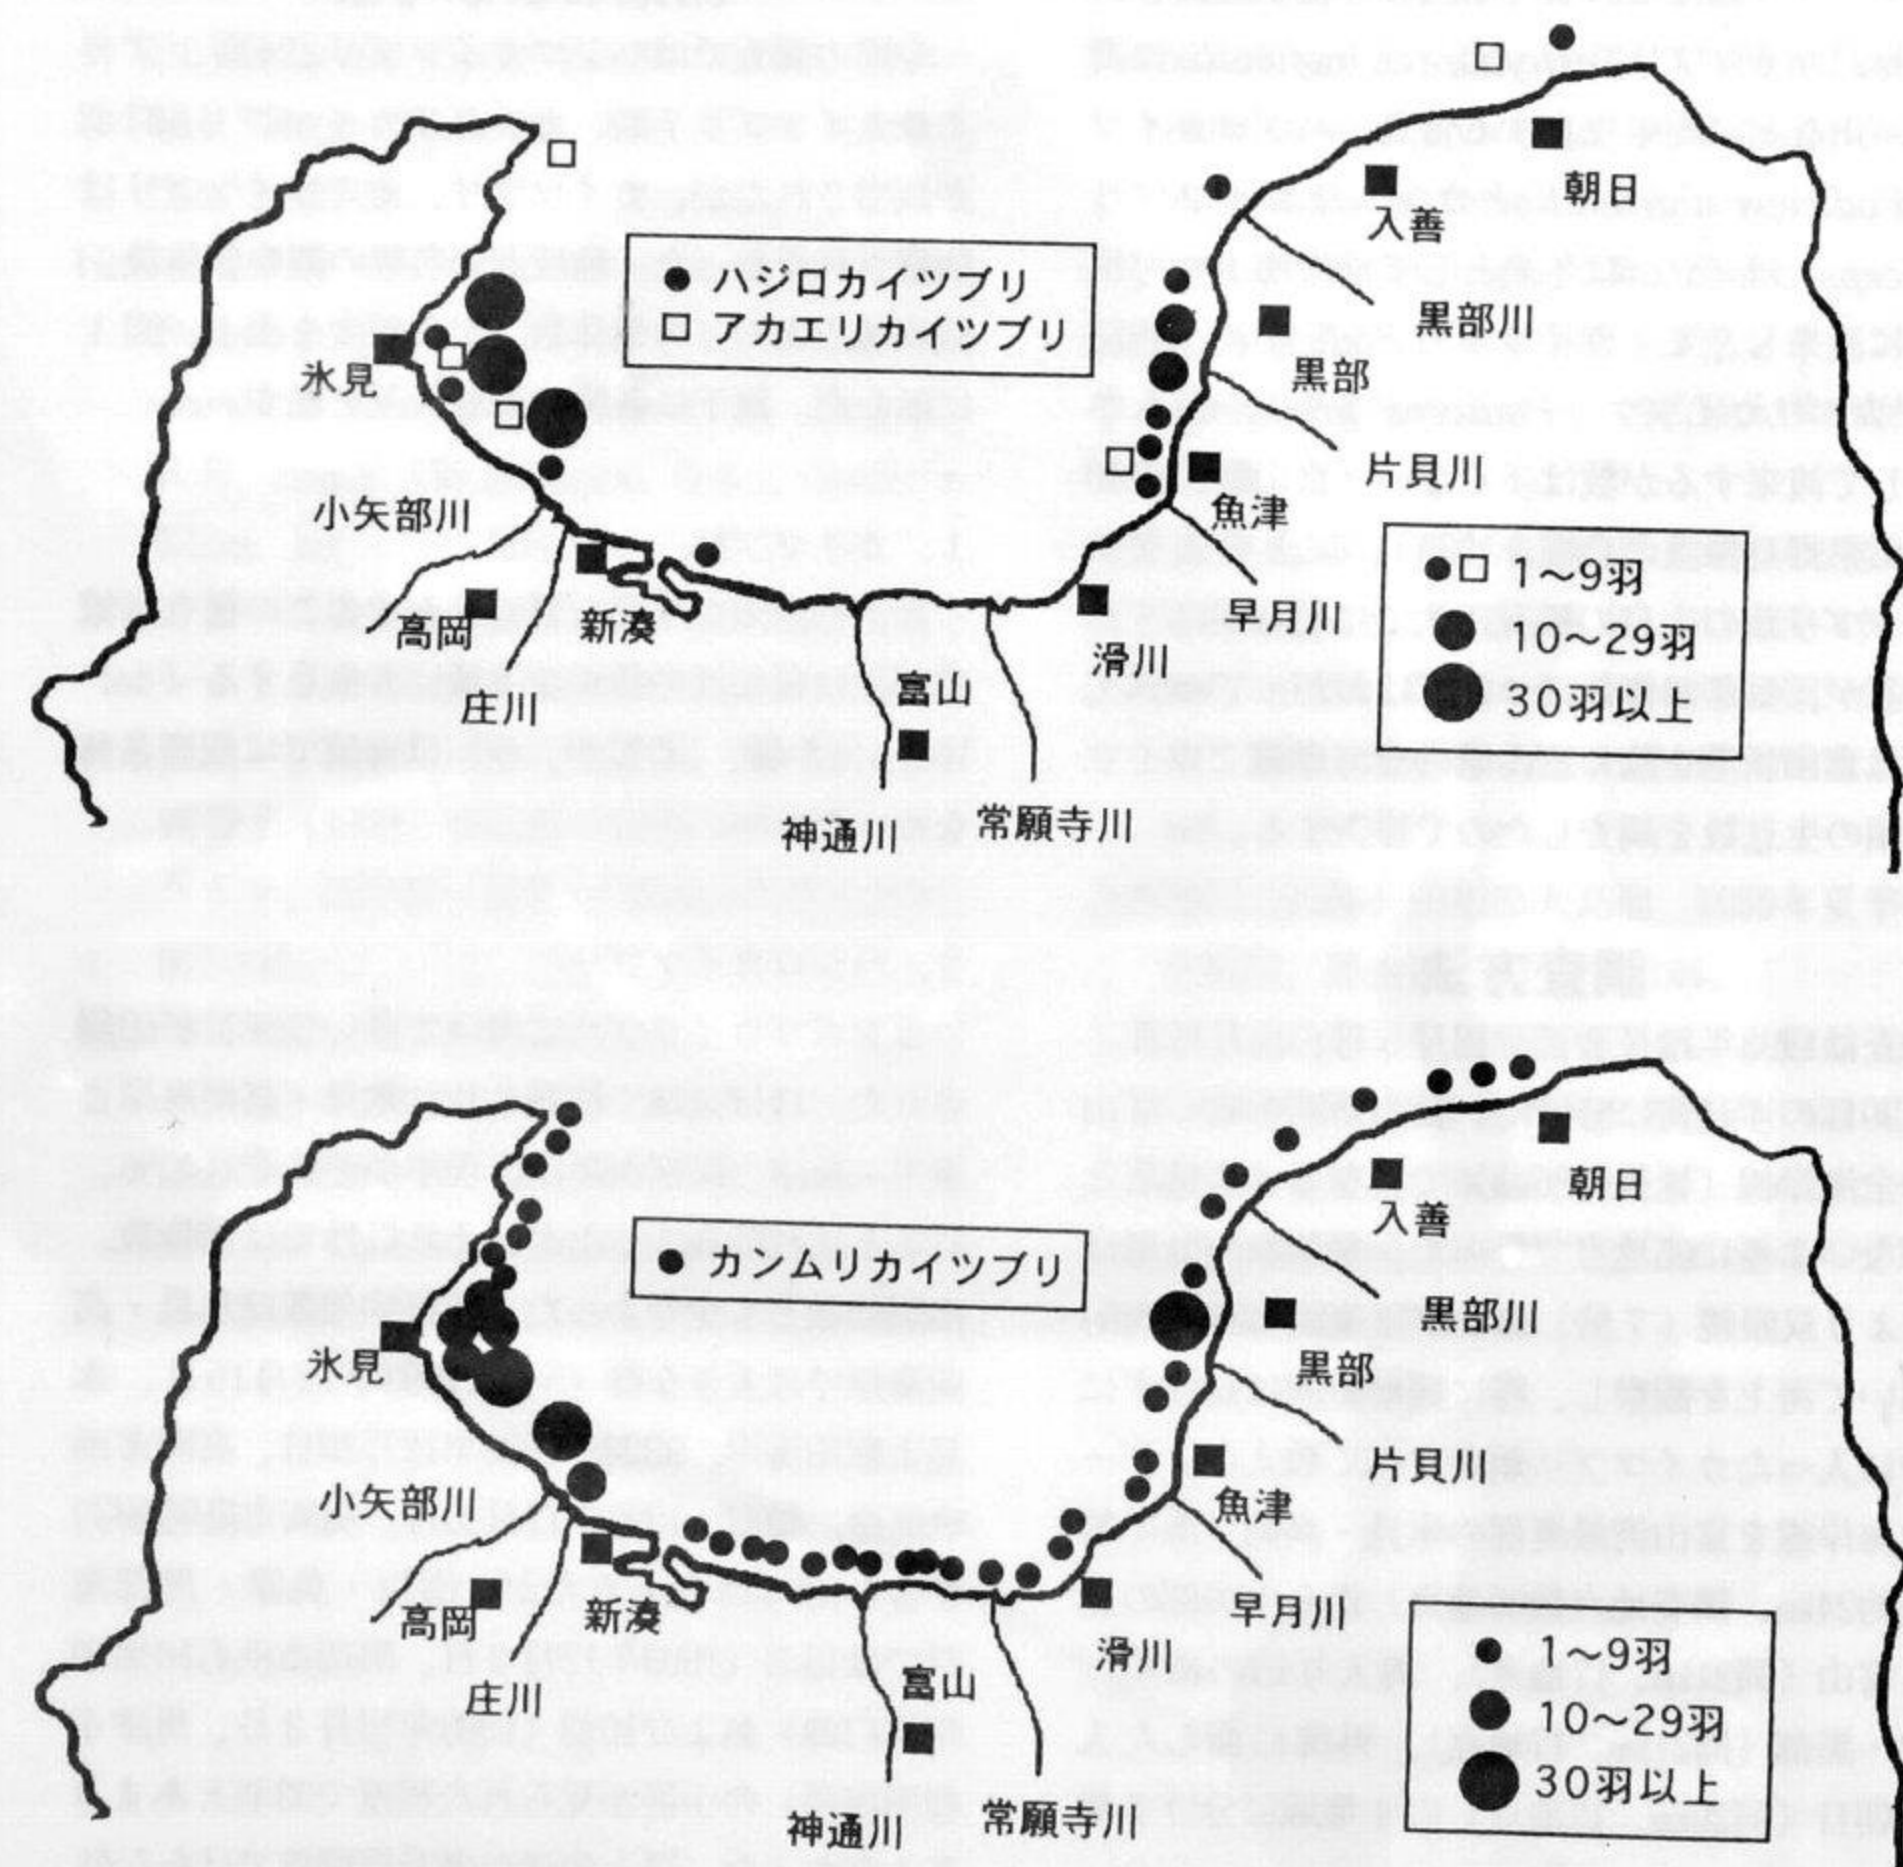 朝日
入善
● ハジロカイツブリ
□ アカエリカイツブリ
黒部川
氷見
黒部
片貝川
小矢部川
魚津
●□ 1〜9羽
● 10〜29羽
● 30羽以上
高岡
新湊
早月川
滑川
庄川
富山
神通川
常願寺川
朝日
入善
● カンムリカイツブリ
黒部川
氷見
黒部
片貝川
小矢部川
魚津
高岡
新湊
早月川
滑川
● 1〜9羽
● 10〜29羽
● 30羽以上
庄川
富山
神通川
常願寺川